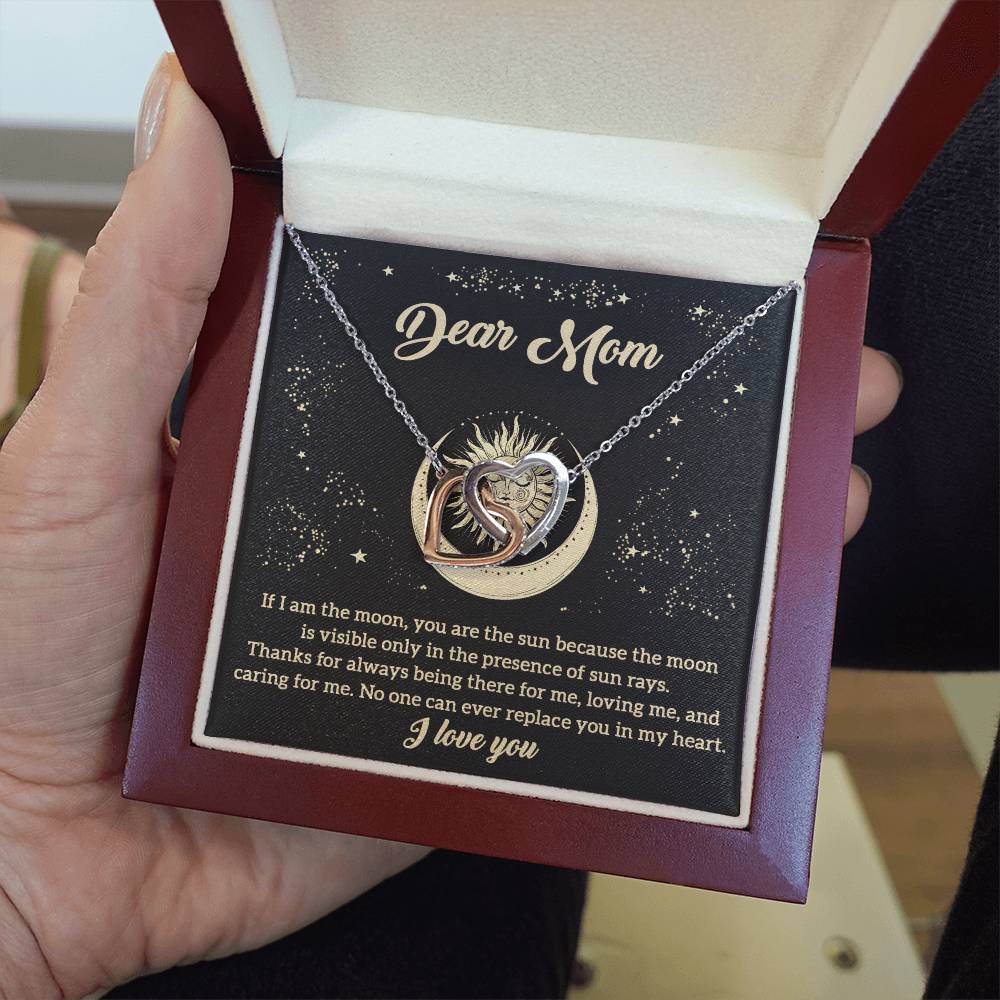 Dear Mom
If I am the moon, you are the sun because the moon
is visible only in the presence of sun rays.
Thanks for always being there for me, loving me, and
caring for me. No one can ever replace you in my heart.
I love you